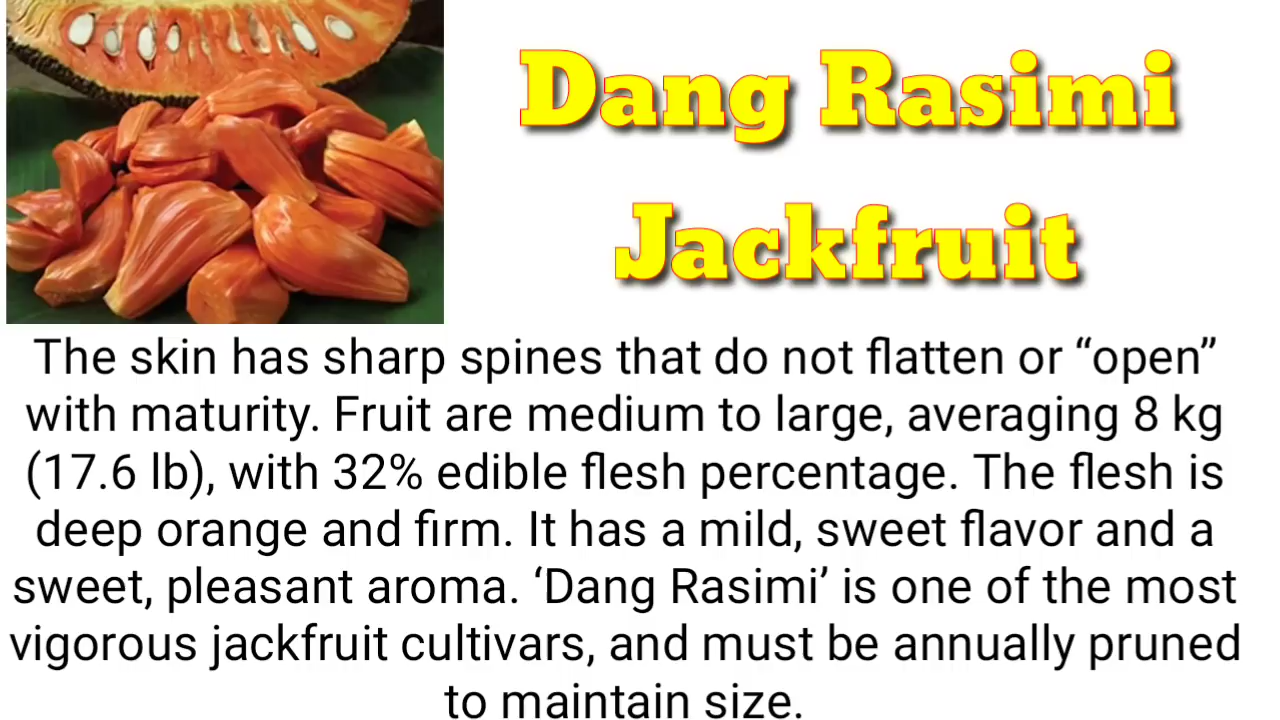 Dang Rasimi
Jackfruit
The skin has sharp spines that do not flatten or “open”
with maturity. Fruit are medium to large, averaging 8 kg
(17.6 lb), with 32% edible flesh percentage. The flesh is
deep orange and firm. It has a mild, sweet flavor and a
sweet, pleasant aroma. ‘Dang Rasimi’ is one of the most
vigorous jackfruit cultivars, and must be annually pruned
to maintain size.